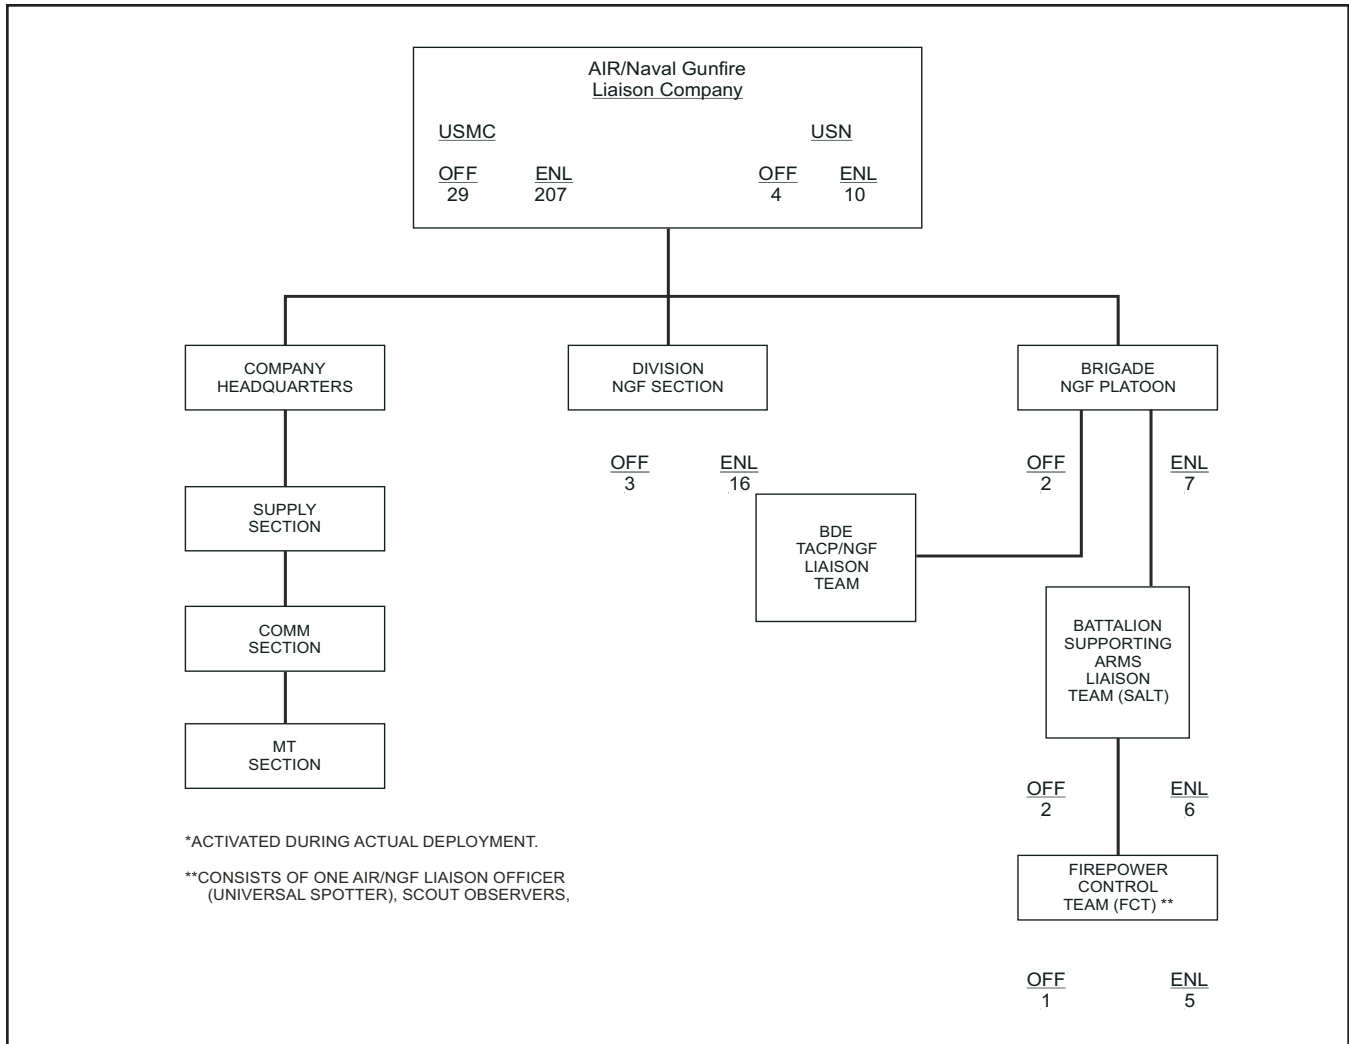 AIR/Naval Gunfire
Liaison Company
USMC USN
OFF ENL OFF ENL
29 207 4 10
COMPANY
HEADQUARTERS
DIVISION
NGF SECTION
BRIGADE
NGF PLATOON
OFF ENL
3 16
OFF ENL
2 7
SUPPLY
SECTION
BDE
TACP/NGF
LIAISON
TEAM
COMM
SECTION
BATTALION
SUPPORTING
ARMS
LIAISON
TEAM (SALT)
MT
SECTION
OFF ENL
2 6
*ACTIVATED DURING ACTUAL DEPLOYMENT.
**CONSISTS OF ONE AIR/NGF LIAISON OFFICER
(UNIVERSAL SPOTTER), SCOUT OBSERVERS,
FIREPOWER
CONTROL
TEAM (FCT) **
OFF ENL
1 5